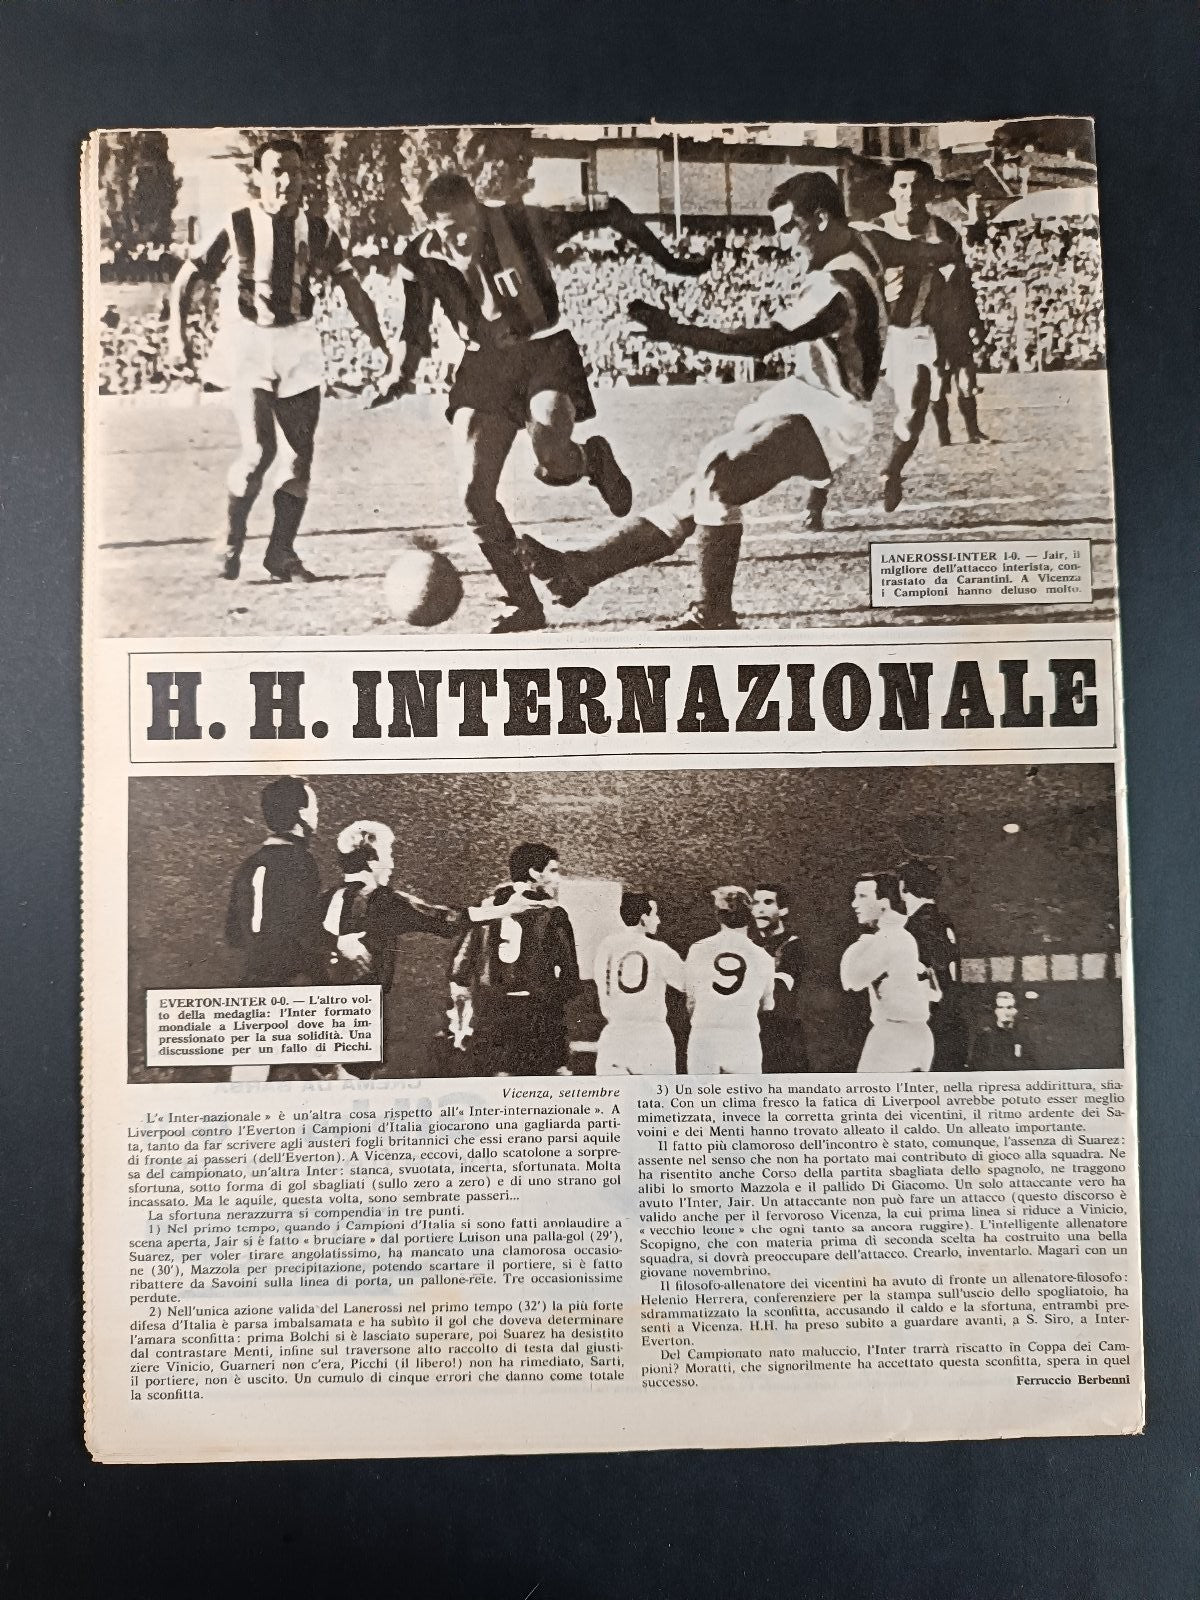 LANEROSSI-INTER 1-0. — Jair, il
migliore dell'attacco interista, con-
trastato da Carantini. A Vicenza
i Campioni hanno deluso molto.
H. H. INTERNAZIONALE
1
5
10
9
EVERTON-INTER 0-0. — L'altro vol-
to della medaglia: l'Inter formato
mondiale a Liverpool dove ha im-
pressionato per la sua solidità. Una
discussione per un fallo di Picchi.
Vicenza, settembre
L'« Inter-nazionale » è un'altra cosa rispetto all'« Inter-internazionale ». A
Liverpool contro l'Everton i Campioni d'Italia giocarono una gagliarda parti-
ta, tanto da far scrivere agli austeri fogli britannici che essi erano parsi aquile
di fronte ai passeri (dell'Everton). A Vicenza, eccovi, dallo scatolone a sorpre-
sa del campionato, un'altra Inter: stanca, svuotata, incerta, sfortunata. Molta
sfortuna, sotto forma di gol sbagliati (sullo zero a zero) e di uno strano gol
incassato. Ma le aquile, questa volta, sono sembrate passeri...
La sfortuna nerazzurra si compendia in tre punti.
1) Nel primo tempo, quando i Campioni d'Italia si sono fatti applaudire a
scena aperta, Jair si è fatto « bruciare » dal portiere Luison una palla-gol (29'),
Suarez, per voler tirare angolatissimo, ha mancato una clamorosa occasio-
ne (30'), Mazzola per precipitazione, potendo scartare il portiere, si è fatto
ribattere da Savoini sulla linea di porta, un pallone-rete. Tre occasionissime
perdute.
2) Nell'unica azione valida del Lanerossi nel primo tempo (32') la più forte
difesa d'Italia è parsa imbalsamata e ha subìto il gol che doveva determinare
l'amara sconfitta: prima Bolchi si è lasciato superare, poi Suarez ha desistito
dal contrastare Menti, infine sul traversone alto raccolto di testa dal giusti-
ziere Vinicio, Guarneri non c'era, Picchi (il libero!) non ha rimediato, Sarti,
il portiere, non è uscito. Un cumulo di cinque errori che danno come totale
la sconfitta.
3) Un sole estivo ha mandato arrosto l'Inter, nella ripresa addirittura, sfia-
tata. Con un clima fresco la fatica di Liverpool avrebbe potuto esser meglio
mimetizzata, invece la corretta grinta dei vicentini, il ritmo ardente dei Sa-
voini e dei Menti hanno trovato alleato il caldo. Un alleato importante.
Il fatto più clamoroso dell'incontro è stato, comunque, l'assenza di Suarez:
assente nel senso che non ha portato mai contributo di gioco alla squadra. Ne
ha risentito anche Corso della partita sbagliata dello spagnolo, ne traggono
alibi lo smorto Mazzola e il pallido Di Giacomo. Un solo attaccante vero ha
avuto l'Inter, Jair. Un attaccante non può fare un attacco (questo discorso è
valido anche per il fervoroso Vicenza, la cui prima linea si riduce a Vinicio,
« vecchio leone » che ogni tanto sa ancora ruggire). L'intelligente allenatore
Scopigno, che con materia prima di seconda scelta ha costruito una bella
squadra, si dovrà preoccupare dell'attacco. Crearlo, inventarlo. Magari con un
giovane novembrino.
Il filosofo-allenatore dei vicentini ha avuto di fronte un allenatore-filosofo:
Helenio Herrera, conferenziere per la stampa sull'uscio dello spogliatoio, ha
sdrammatizzato la sconfitta, accusando il caldo e la sfortuna, entrambi pre-
senti a Vicenza. H.H. ha preso subito a guardare avanti, a S. Siro, a Inter-
Everton.
Del Campionato nato maluccio, l'Inter trarrà riscatto in Coppa dei Cam-
pioni? Moratti, che signorilmente ha accettato questa sconfitta, spera in quel
successo.
Ferruccio Berbenni